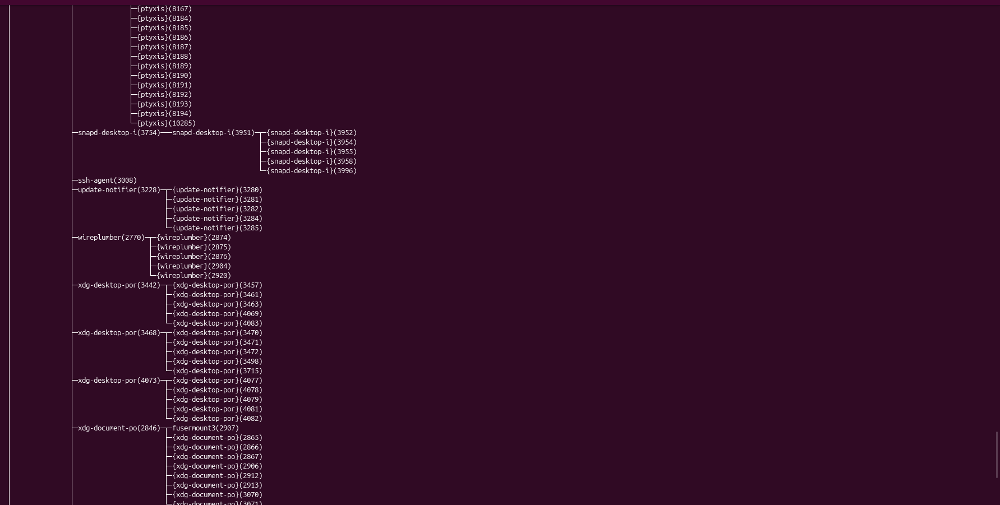 {ptyxis}(8167)
{ptyxis}(8184)
{ptyxis}(8185)
{ptyxis}(8186)
{ptyxis}(8187)
{ptyxis}(8188)
{ptyxis}(8189)
{ptyxis}(8190)
{ptyxis}(8191)
{ptyxis}(8192)
{ptyxis}(8193)
{ptyxis}(8194)
{ptyxis}(10285)
snapd-desktop-i(3754)───snapd-desktop-i(3951)─┬─{snapd-desktop-i}(3952)
{snapd-desktop-i}(3954)
{snapd-desktop-i}(3955)
{snapd-desktop-i}(3958)
{snapd-desktop-i}(3996)
ssh-agent(3008)
update-notifier(3228)─┬─{update-notifier}(3280)
{update-notifier}(3281)
{update-notifier}(3282)
{update-notifier}(3284)
{update-notifier}(3285)
wireplumber(2770)─┬─{wireplumber}(2874)
{wireplumber}(2875)
{wireplumber}(2876)
{wireplumber}(2904)
{wireplumber}(2920)
xdg-desktop-por(3442)─┬─{xdg-desktop-por}(3457)
{xdg-desktop-por}(3461)
{xdg-desktop-por}(3463)
{xdg-desktop-por}(4069)
{xdg-desktop-por}(4083)
xdg-desktop-por(3468)─┬─{xdg-desktop-por}(3470)
{xdg-desktop-por}(3471)
{xdg-desktop-por}(3472)
{xdg-desktop-por}(3498)
{xdg-desktop-por}(3715)
xdg-desktop-por(4073)─┬─{xdg-desktop-por}(4077)
{xdg-desktop-por}(4078)
{xdg-desktop-por}(4079)
{xdg-desktop-por}(4081)
{xdg-desktop-por}(4082)
xdg-document-po(2846)─┬─fusermount3(2907)
{xdg-document-po}(2865)
{xdg-document-po}(2866)
{xdg-document-po}(2867)
{xdg-document-po}(2906)
{xdg-document-po}(2912)
{xdg-document-po}(2913)
{xdg-document-po}(3070)
{xdg-document-po}(3071)